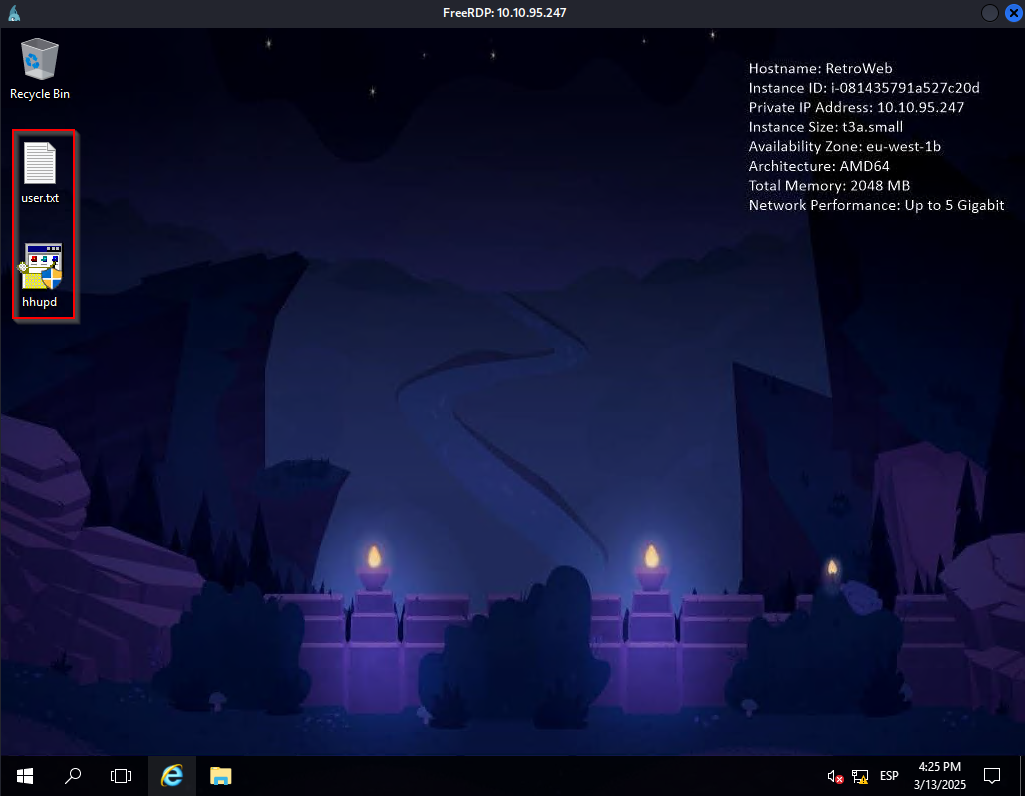 FreeRDP: 10.10.95.247
Recycle Bin
user.txt
hhupd
Hostname: RetroWeb
Instance ID: i-081435791a527c20d
Private IP Address: 10.10.95.247
Instance Size: t3a.small
Availability Zone: eu-west-1b
Architecture: AMD64
Total Memory: 2048 MB
Network Performance: Up to 5 Gigabit
ESP
4:25 PM
3/13/2025